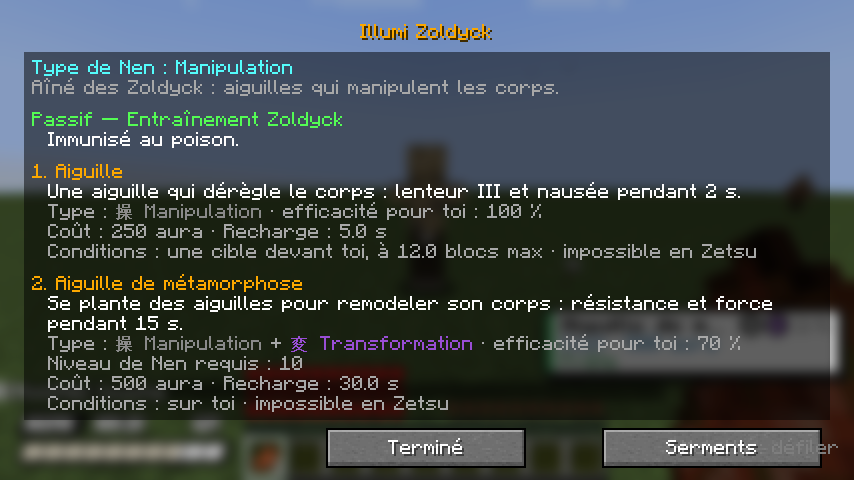 Illumi Zoldyck
Type de Nen : Manipulation
Aîné des Zoldyck : aiguilles qui manipulent les corps.
Passif — Entraînement Zoldyck
Immunisé au poison.
1. Aiguille
Une aiguille qui dérègle le corps : lenteur III et nausée pendant 2 s.
Type : 操 Manipulation · efficacité pour toi : 100 %
Coût : 250 aura · Recharge : 5.0 s
Conditions : une cible devant toi, à 12.0 blocs max · impossible en Zetsu
2. Aiguille de métamorphose
Se plante des aiguilles pour remodeler son corps : résistance et force
pendant 15 s.
Type : 操 Manipulation + 変 Transformation · efficacité pour toi : 70 %
Niveau de Nen requis : 10
Coût : 500 aura · Recharge : 30.0 s
Conditions : sur toi · impossible en Zetsu
Terminé
Serments
défiler